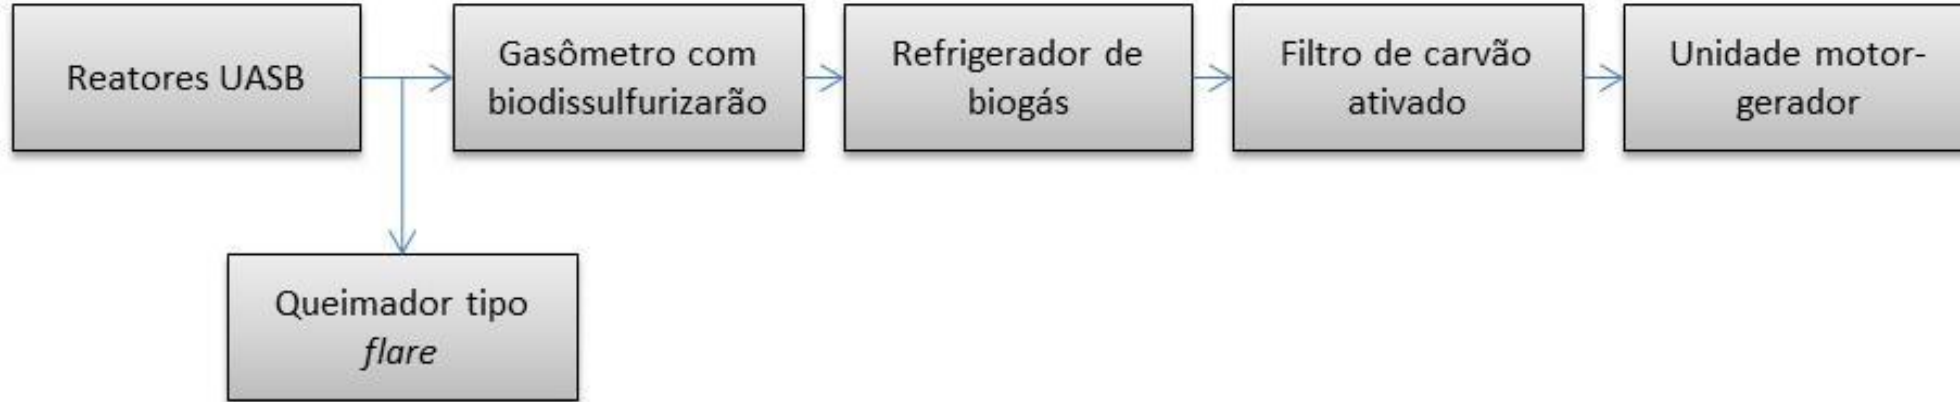 Reatores UASB
Gasômetro com
biodissulfurizarão
Refrigerador de
biogás
Filtro de carvão
ativado
Unidade motor-
gerador
Queimador tipo
flare